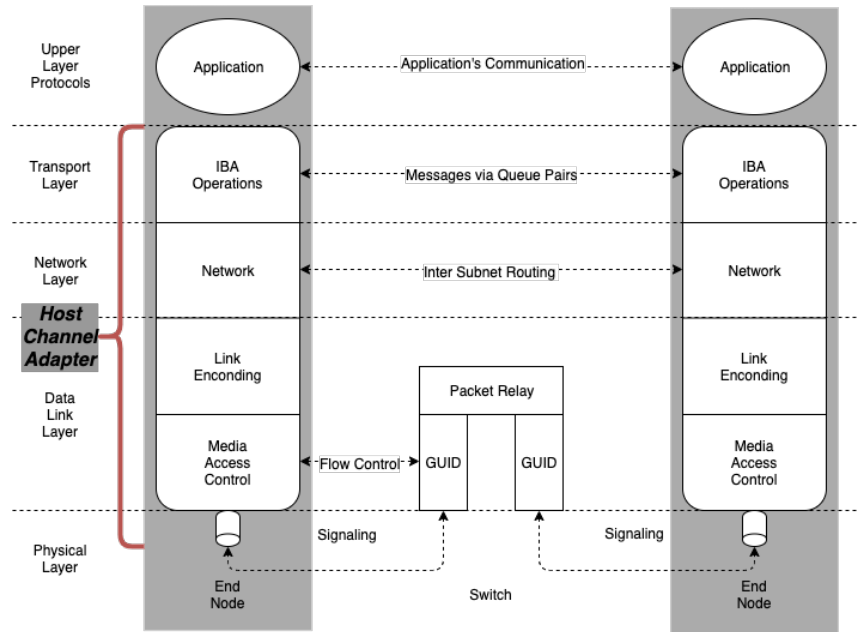 Upper
Layer
Protocols
Application
Application's Communication
Application
Transport
Layer
IBA
Operations
Messages via Queue Pairs
IBA
Operations
Network
Layer
Network
Inter Subnet Routing
Network
Host
Channel
Adapter
Link
Enconding
Packet Relay
Link
Enconding
Data
Link
Layer
Media
Access
Control
Flow Control
GUID
GUID
Media
Access
Control
Physical
Layer
Signaling
Signaling
End
Node
Switch
End
Node